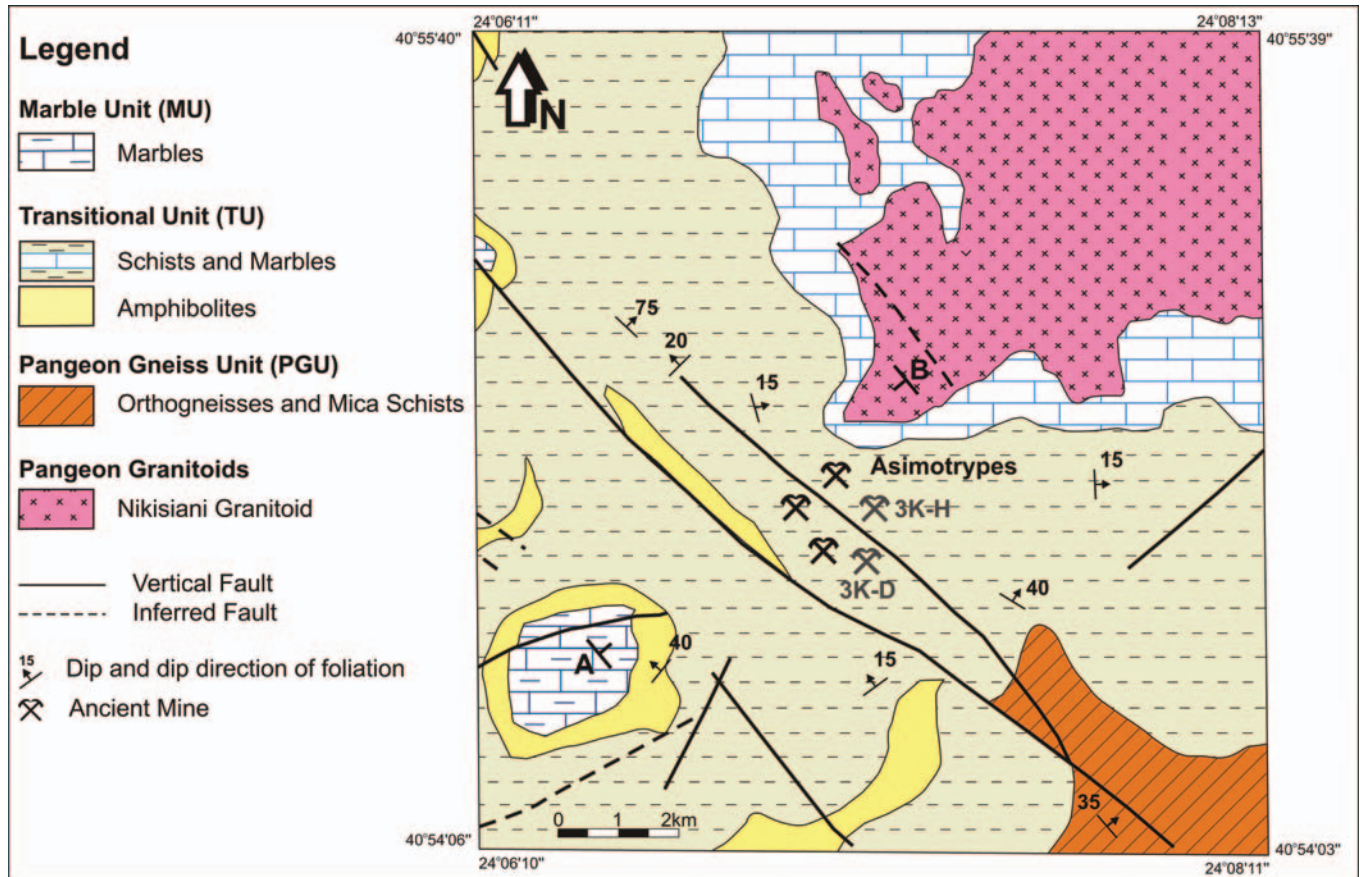 Legend
Marble Unit (MU)
Marbles
Transitional Unit (TU)
Schists and Marbles
Amphibolites
Pangeon Gneiss Unit (PGU)
Orthogneisses and Mica Schists
Pangeon Granitoids
Nikisiani Granitoid
Vertical Fault
Inferred Fault
15 Dip and dip direction of foliation
Ancient Mine
24°06'11"
24°08'13"
40°55'40"
40°55'39"
N
75
20
15
B
Asimotrypes
15
3K-H
3K-D
40
A
40
15
35
0 1 2km
40°54'06"
40°54'03"
24°06'10"
24°08'11"